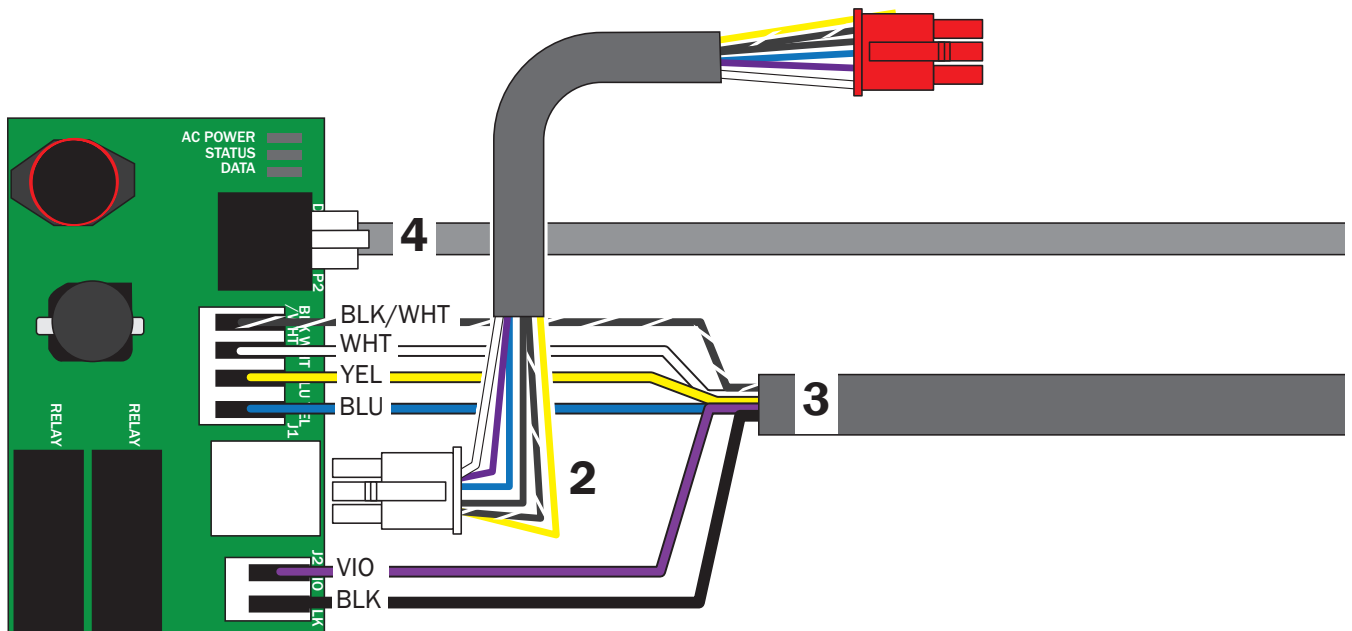 AC POWER
STATUS
DATA
4
P2
BLK/WHT
WHT
YEL
BLU
3
J1
RELAY
RELAY
2
J2
VIO
BLK